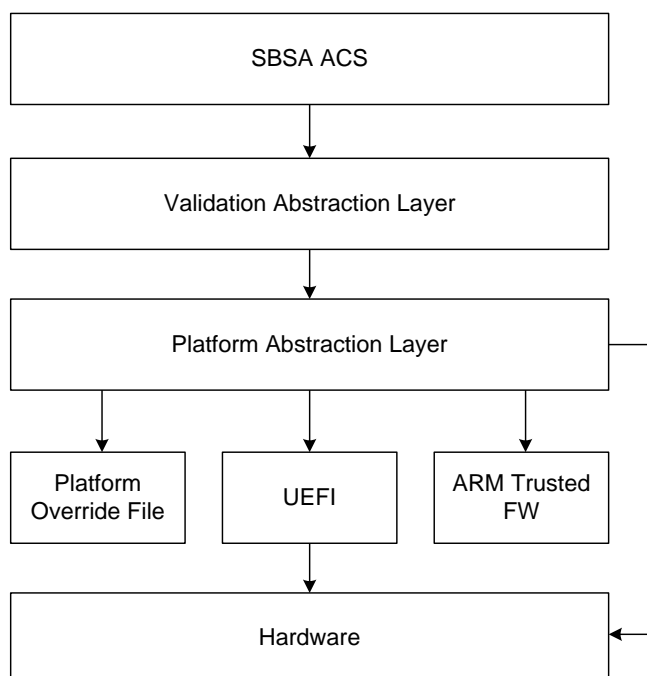 SBSA ACS
Validation Abstraction Layer
Platform Abstraction Layer
Platform
Override File
UEFI
ARM Trusted
FW
Hardware